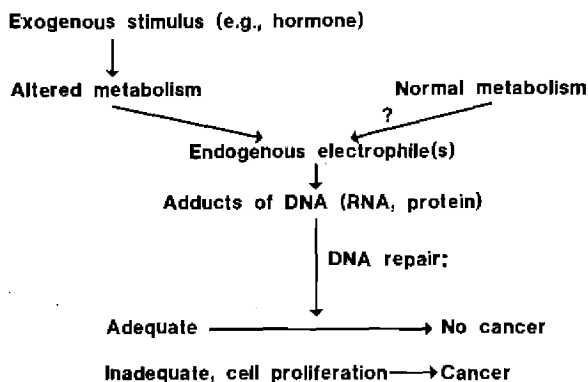 Exogenous stimulus (e.g., hormone)
Altered metabolism
Normal metabolism
?
Endogenous electrophile(s)
Adducts of DNA (RNA, protein)
DNA repair:
Adequate
No cancer
Inadequate, cell proliferation
Cancer